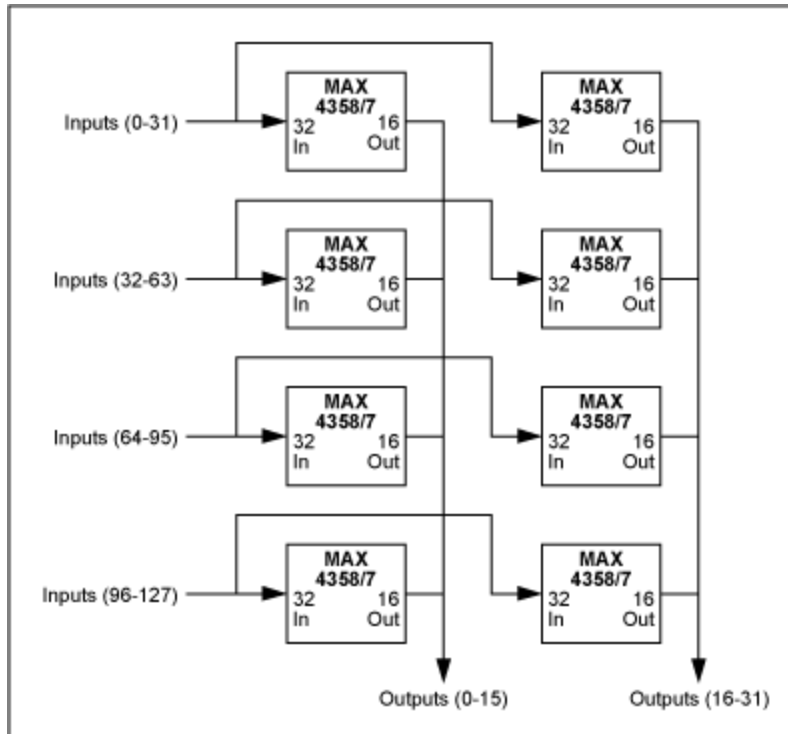 MAX
4358/7
32
In
16
Out
MAX
4358/7
32
In
16
Out
Inputs (0-31)
MAX
4358/7
32
In
16
Out
MAX
4358/7
32
In
16
Out
Inputs (32-63)
MAX
4358/7
32
In
16
Out
MAX
4358/7
32
In
16
Out
Inputs (64-95)
MAX
4358/7
32
In
16
Out
MAX
4358/7
32
In
16
Out
Inputs (96-127)
Outputs (0-15)
Outputs (16-31)